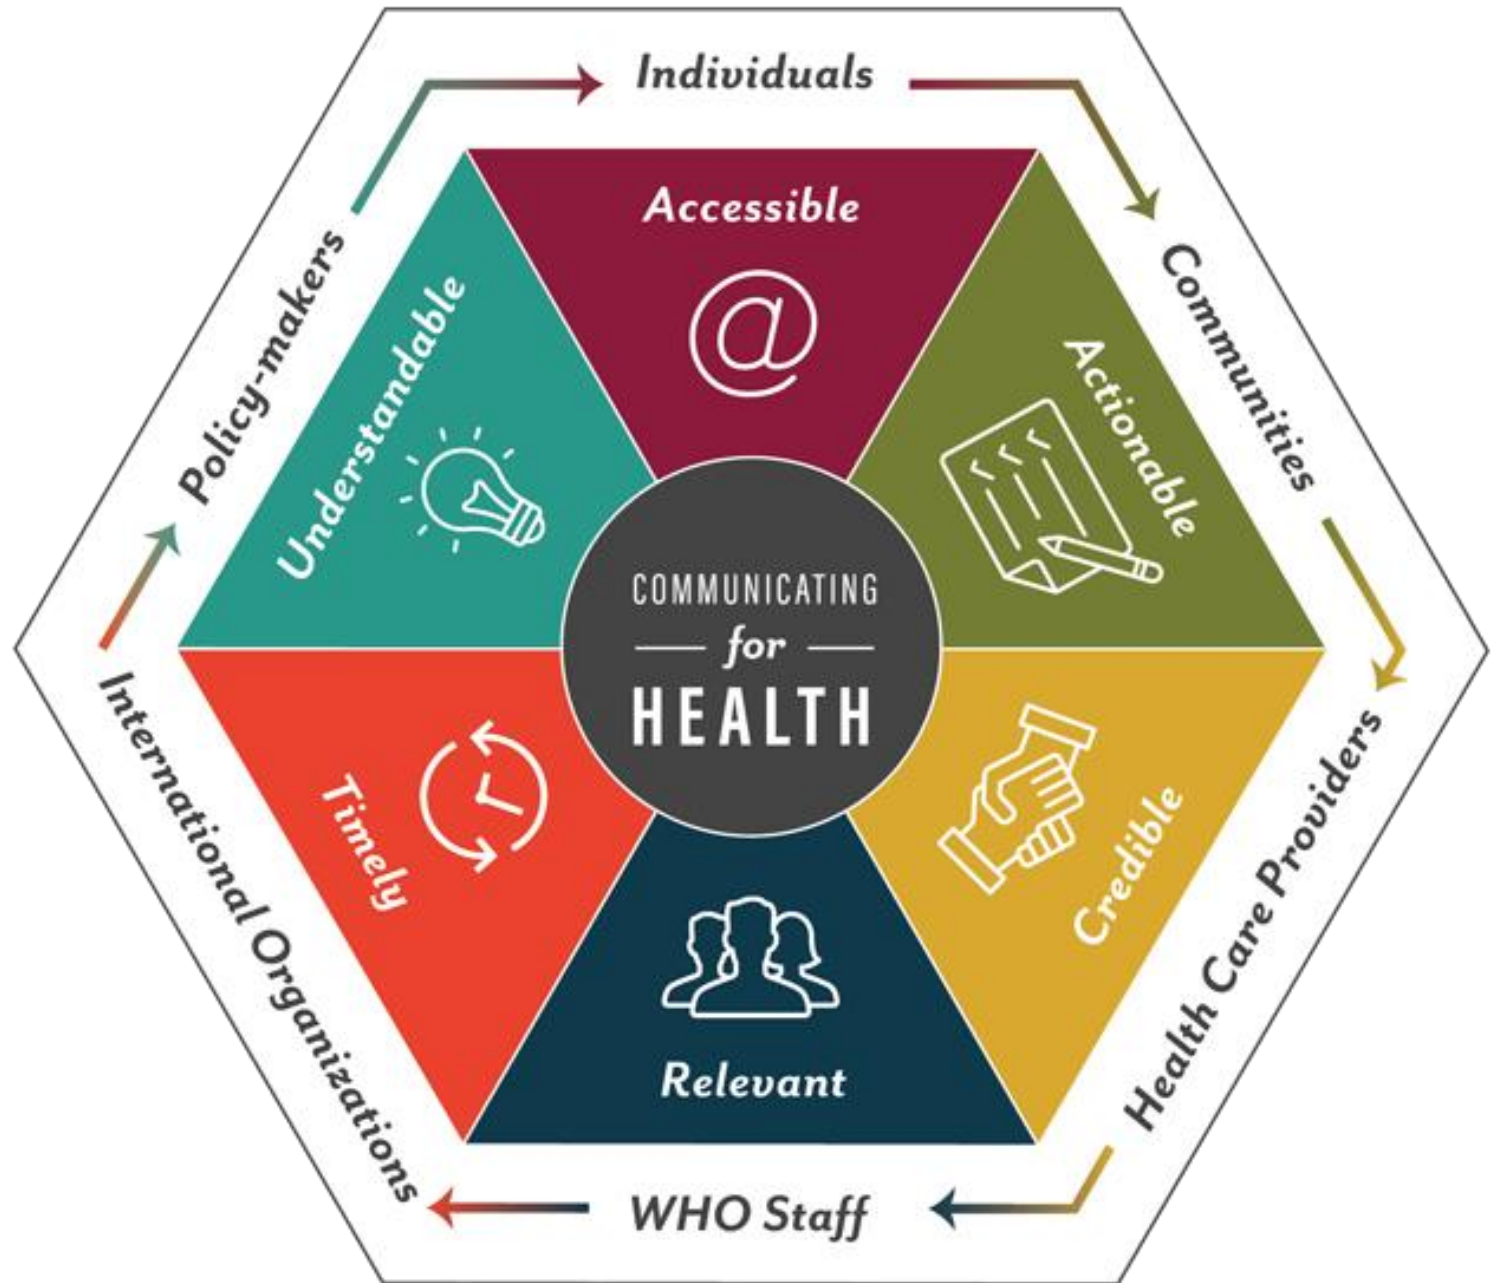 Individuals
Communities
Health Care Providers
WHO Staff
International Organizations
Policy-makers
Accessible
@
Actionable
Credible
Relevant
Timely
Understandable
COMMUNICATING
for
HEALTH